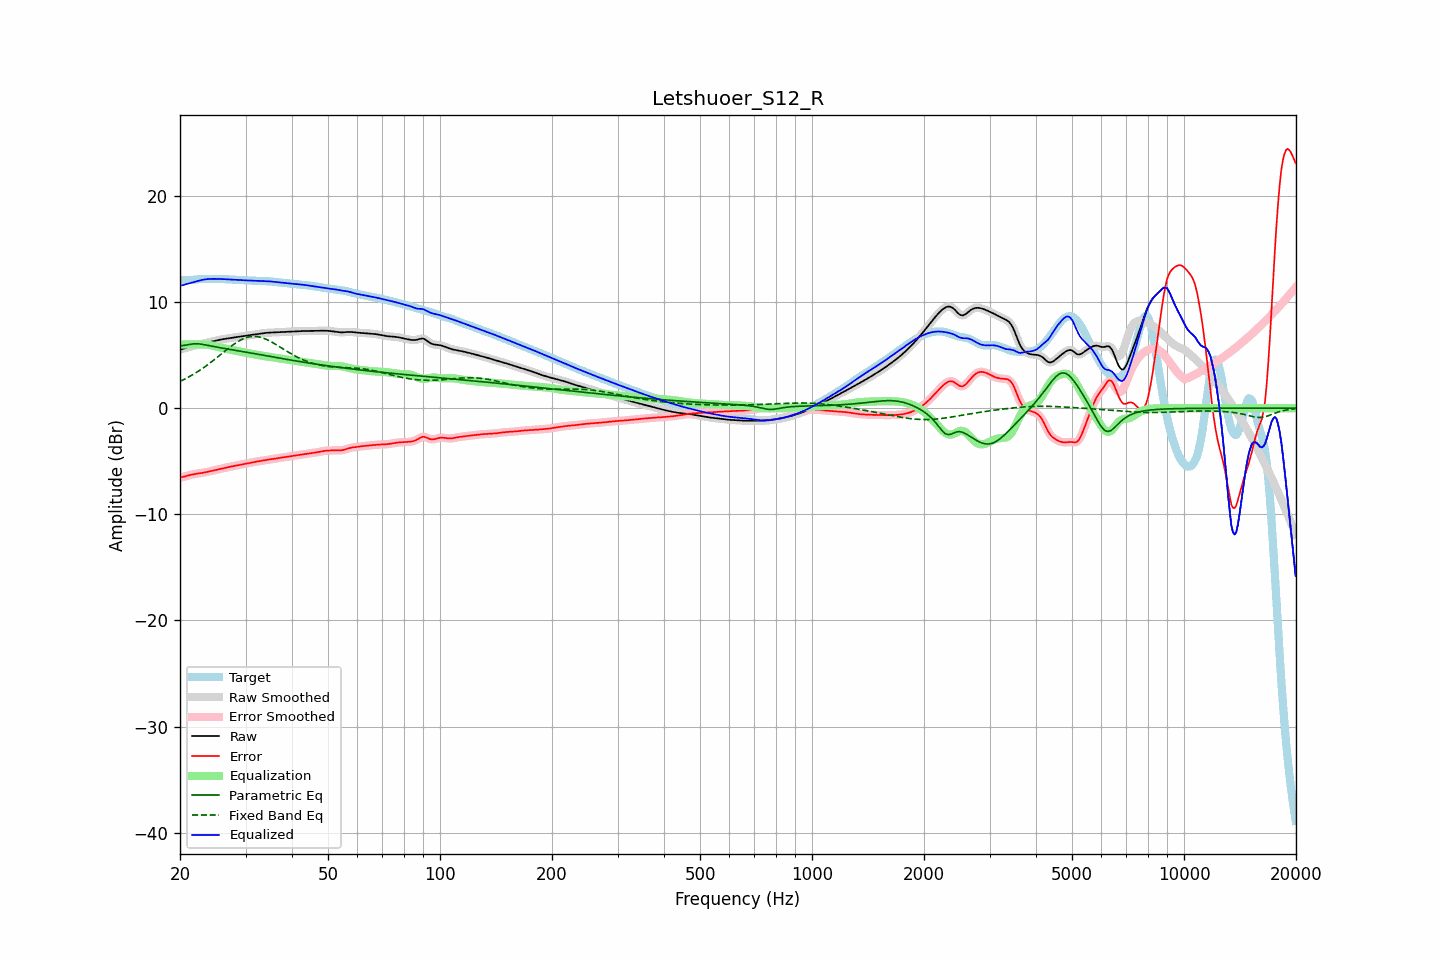 Letshuoer_S12_R
Amplitude (dBr)
20
10
0
−10
−20
−30
−40
Target
Raw Smoothed
Error Smoothed
Raw
Error
Equalization
Parametric Eq
Fixed Band Eq
Equalized
20 50 100 200 500 1000 2000 5000 10000 20000
Frequency (Hz)